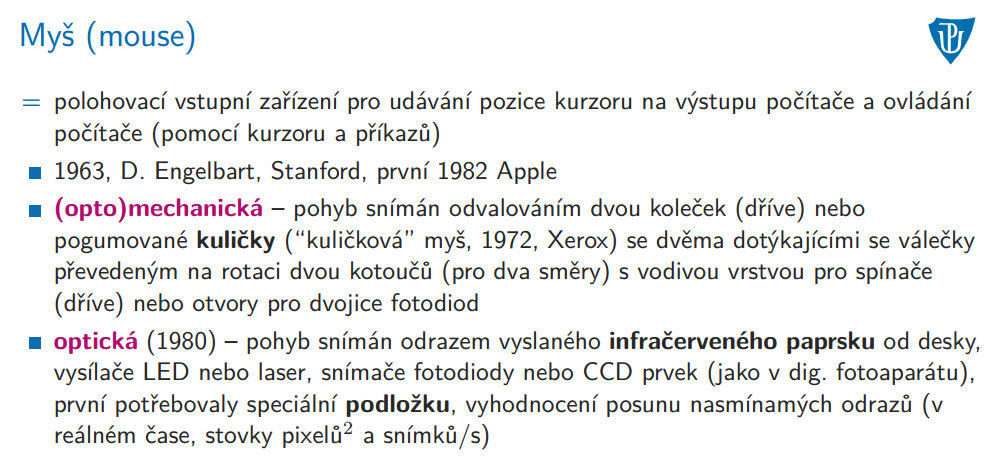 Myš (mouse)
= polohovací vstupní zařízení pro udávání pozice kurzoru na výstupu počítače a ovládání
počítače (pomocí kurzoru a příkazů)
1963, D. Engelbart, Stanford, první 1982 Apple
(opto)mechanická – pohyb snímán odvalováním dvou koleček (dříve) nebo
pogumované kuličky (“kuličková” myš, 1972, Xerox) se dvěma dotýkajícími se válečky
převedeným na rotaci dvou kotoučů (pro dva směry) s vodivou vrstvou pro spínače
(dříve) nebo otvory pro dvojice fotodiod
optická (1980) – pohyb snímán odrazem vyslaného infračerveného paprsku od desky,
vysílače LED nebo laser, snímače fotodiody nebo CCD prvek (jako v dig. fotoaparátu),
první potřebovaly speciální podložku, vyhodnocení posunu nasmínamých odrazů (v
reálném čase, stovky pixelů² a snímků/s)